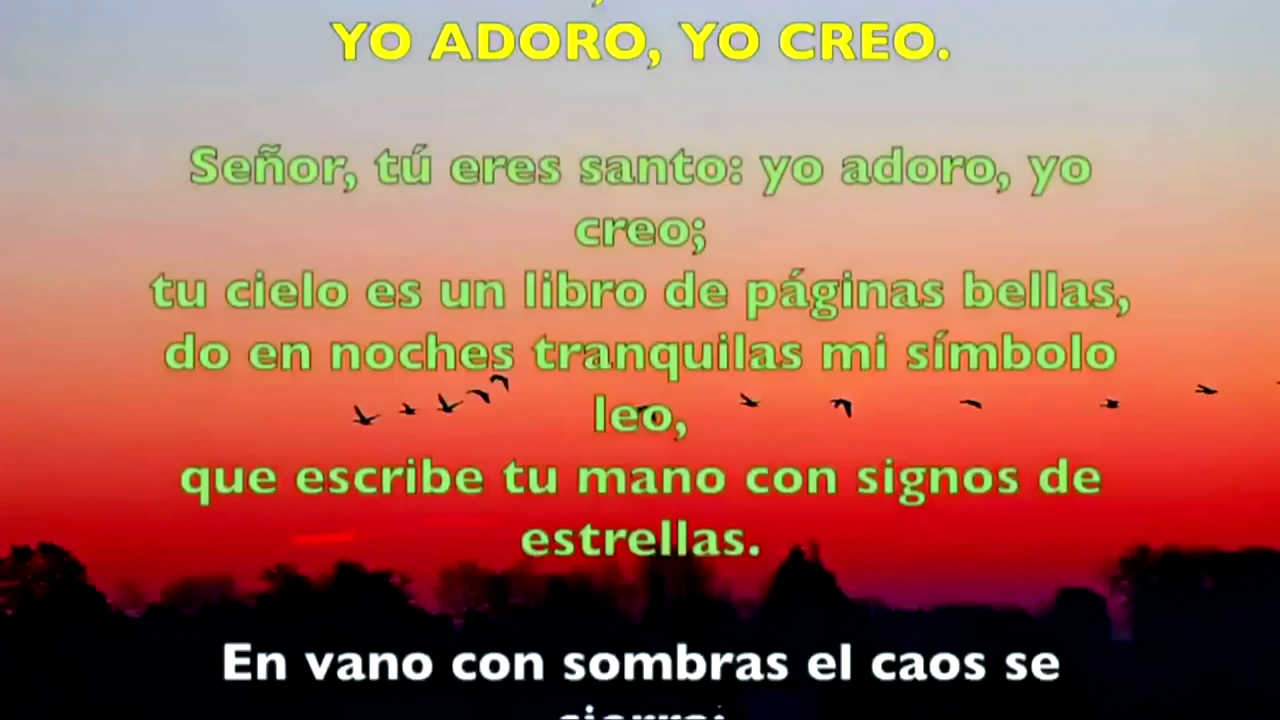 YO ADORO, YO CREO.
Señor, tú eres santo: yo adoro, yo
creo;
tu cielo es un libro de páginas bellas,
do en noches tranquilas mi símbolo
leo,
que escribe tu mano con signos de
estrellas.
En vano con sombras el caos se